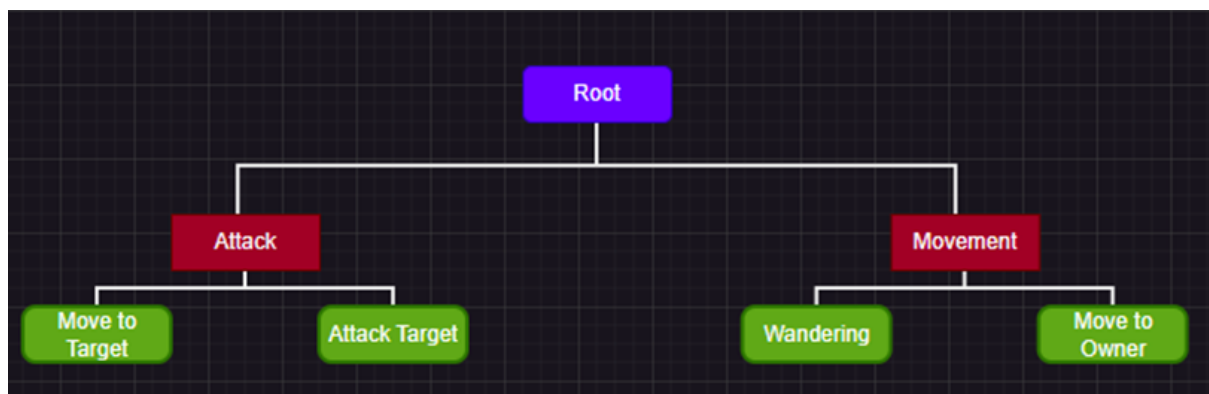 Root
Attack
Movement
Move to
Target
Attack Target
Wandering
Move to
Owner